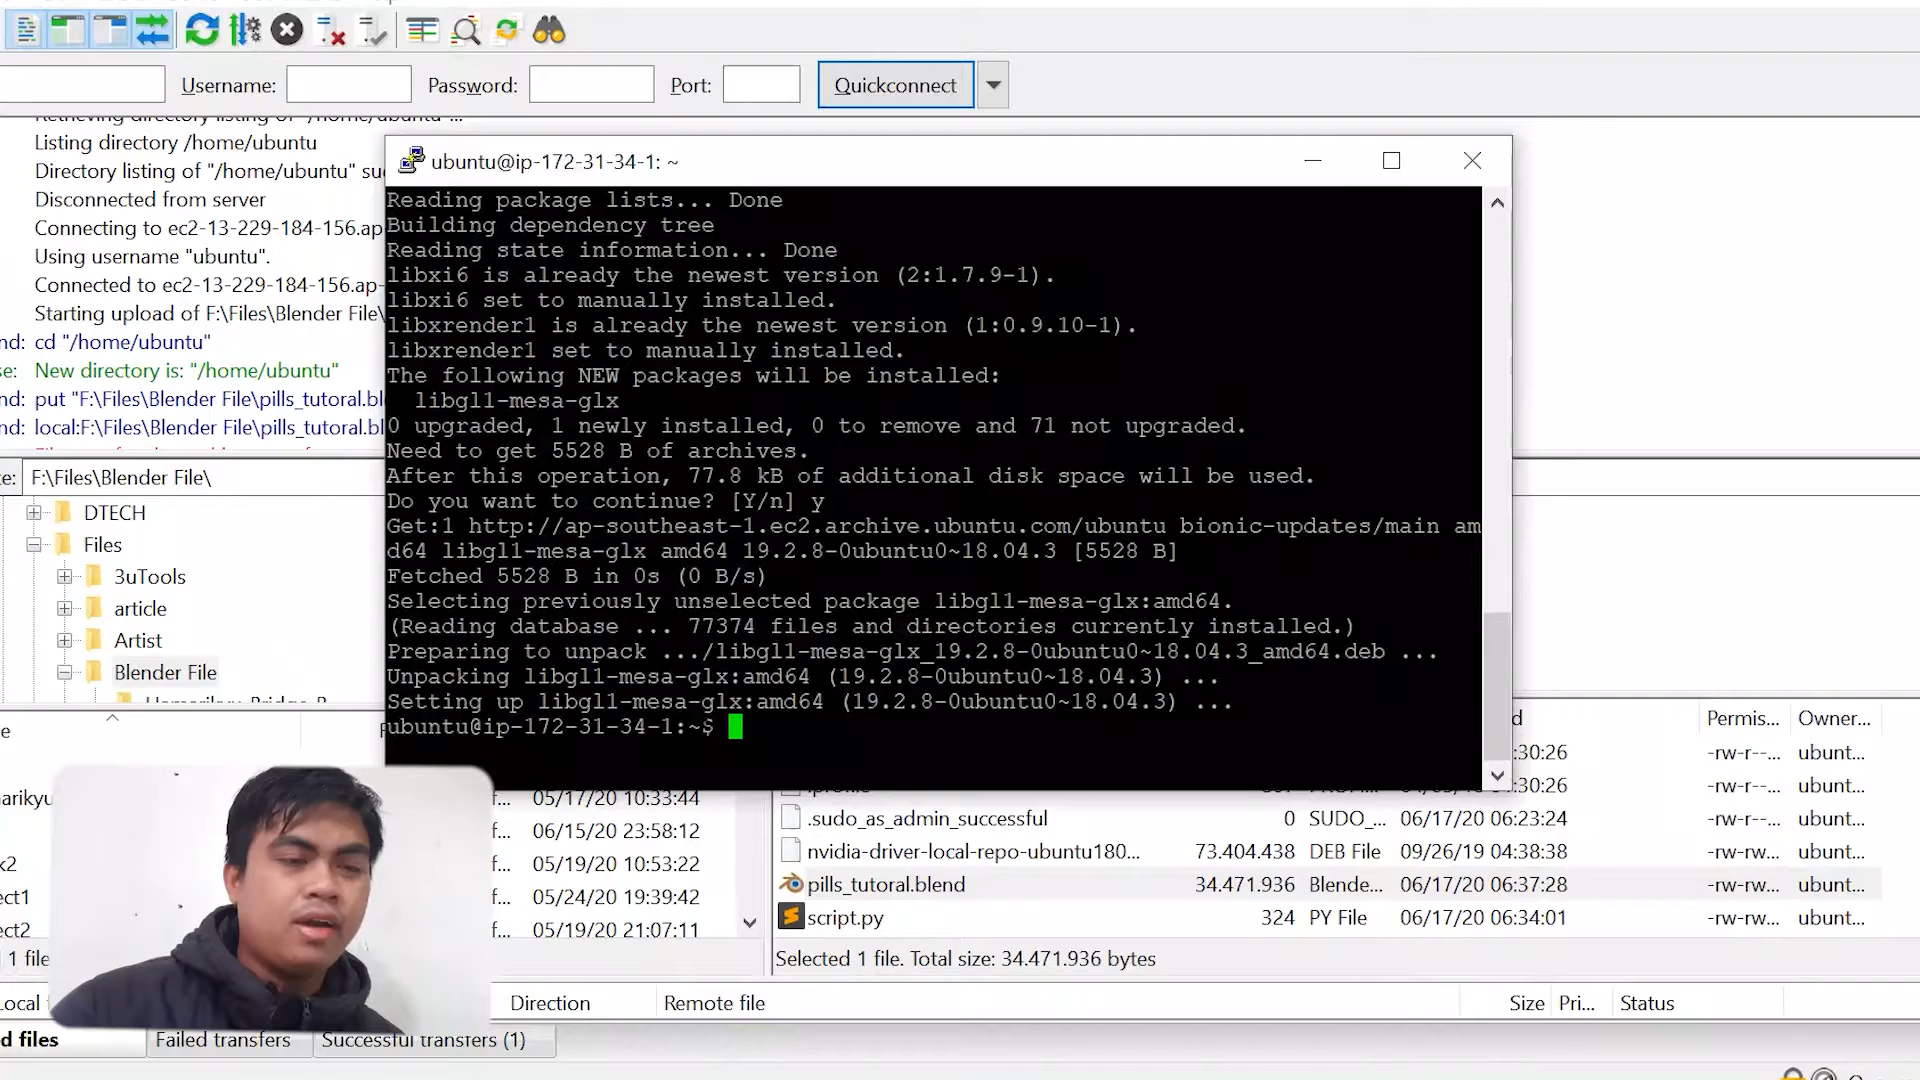 Username:
Password:
Port:
Quickconnect
Listing directory /home/ubuntu
Directory listing of "/home/ubuntu" su
Disconnected from server
Connecting to ec2-13-229-184-156.ap
Using username "ubuntu".
Connected to ec2-13-229-184-156.ap-
Starting upload of F:\Files\Blender File\
nd: cd "/home/ubuntu"
se: New directory is: "/home/ubuntu"
nd: put "F:\Files\Blender File\pills_tutoral.bl
nd: local:F:\Files\Blender File\pills_tutoral.bl
te: F:\Files\Blender File\
DTECH
Files
3uTools
article
Artist
Blender File
ubuntu@ip-172-31-34-1: ~
Reading package lists... Done
Building dependency tree
Reading state information... Done
libxi6 is already the newest version (2:1.7.9-1).
libxi6 set to manually installed.
libxrender1 is already the newest version (1:0.9.10-1).
libxrender1 set to manually installed.
The following NEW packages will be installed:
libgl1-mesa-glx
0 upgraded, 1 newly installed, 0 to remove and 71 not upgraded.
Need to get 5528 B of archives.
After this operation, 77.8 kB of additional disk space will be used.
Do you want to continue? [Y/n] y
Get:1 http://ap-southeast-1.ec2.archive.ubuntu.com/ubuntu bionic-updates/main am
d64 libgl1-mesa-glx amd64 19.2.8-0ubuntu0~18.04.3 [5528 B]
Fetched 5528 B in 0s (0 B/s)
Selecting previously unselected package libgl1-mesa-glx:amd64.
(Reading database ... 77374 files and directories currently installed.)
Preparing to unpack .../libgl1-mesa-glx_19.2.8-0ubuntu0~18.04.3_amd64.deb ...
Unpacking libgl1-mesa-glx:amd64 (19.2.8-0ubuntu0~18.04.3) ...
Setting up libgl1-mesa-glx:amd64 (19.2.8-0ubuntu0~18.04.3) ...
ubuntu@ip-172-31-34-1:~$
d Permis... Owner...
:30:26 -rw-r--... ubunt...
:30:26 -rw-r--... ubunt...
.sudo_as_admin_successful 0 SUDO_... 06/17/20 06:23:24 -rw-r--... ubunt...
nvidia-driver-local-repo-ubuntu180... 73.404.438 DEB File 09/26/19 04:38:38 -rw-r--... ubunt...
pills_tutoral.blend 34.471.936 Blende... 06/17/20 06:37:28 -rw-rw... ubunt...
script.py 324 PY File 06/17/20 06:34:01 -rw-rw... ubunt...
Selected 1 file. Total size: 34.471.936 bytes
e
arikyu f... 05/17/20 10:33:44
f... 06/15/20 23:58:12
k2 f... 05/19/20 10:53:22
ect1 f... 05/24/20 19:39:42
ect2 f... 05/19/20 21:07:11
1 file
Local Direction Remote file Size Pri... Status
d files Failed transfers Successful transfers (1)